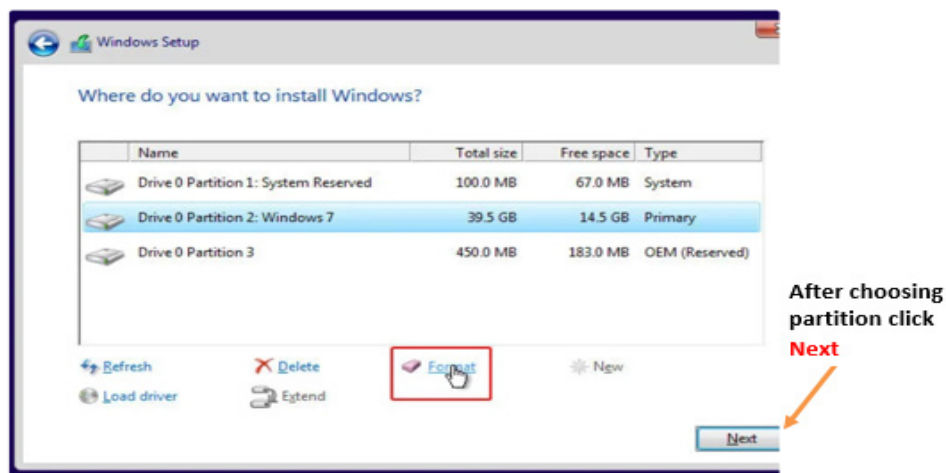 Windows Setup
Where do you want to install Windows?
Name Total size Free space Type
Drive 0 Partition 1: System Reserved 100.0 MB 67.0 MB System
Drive 0 Partition 2: Windows 7 39.5 GB 14.5 GB Primary
Drive 0 Partition 3 450.0 MB 183.0 MB OEM (Reserved)
After choosing
partition click
Next
Refresh Delete Format New
Load driver Extend
Next